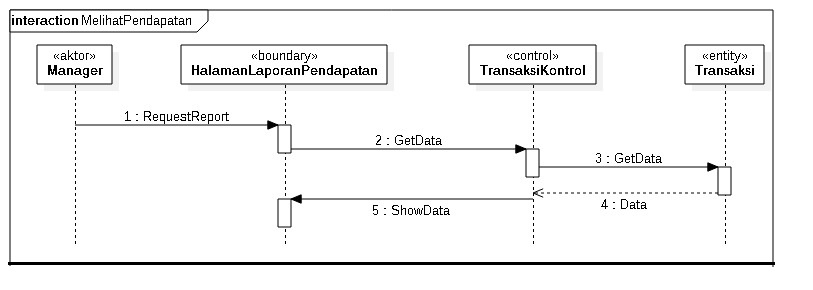 interaction MelihatPendapatan
«aktor»
Manager
«boundary»
HalamanLaporanPendapatan
«control»
TransaksiKontrol
«entity»
Transaksi
1 : RequestReport
2 : GetData
3 : GetData
4 : Data
5 : ShowData